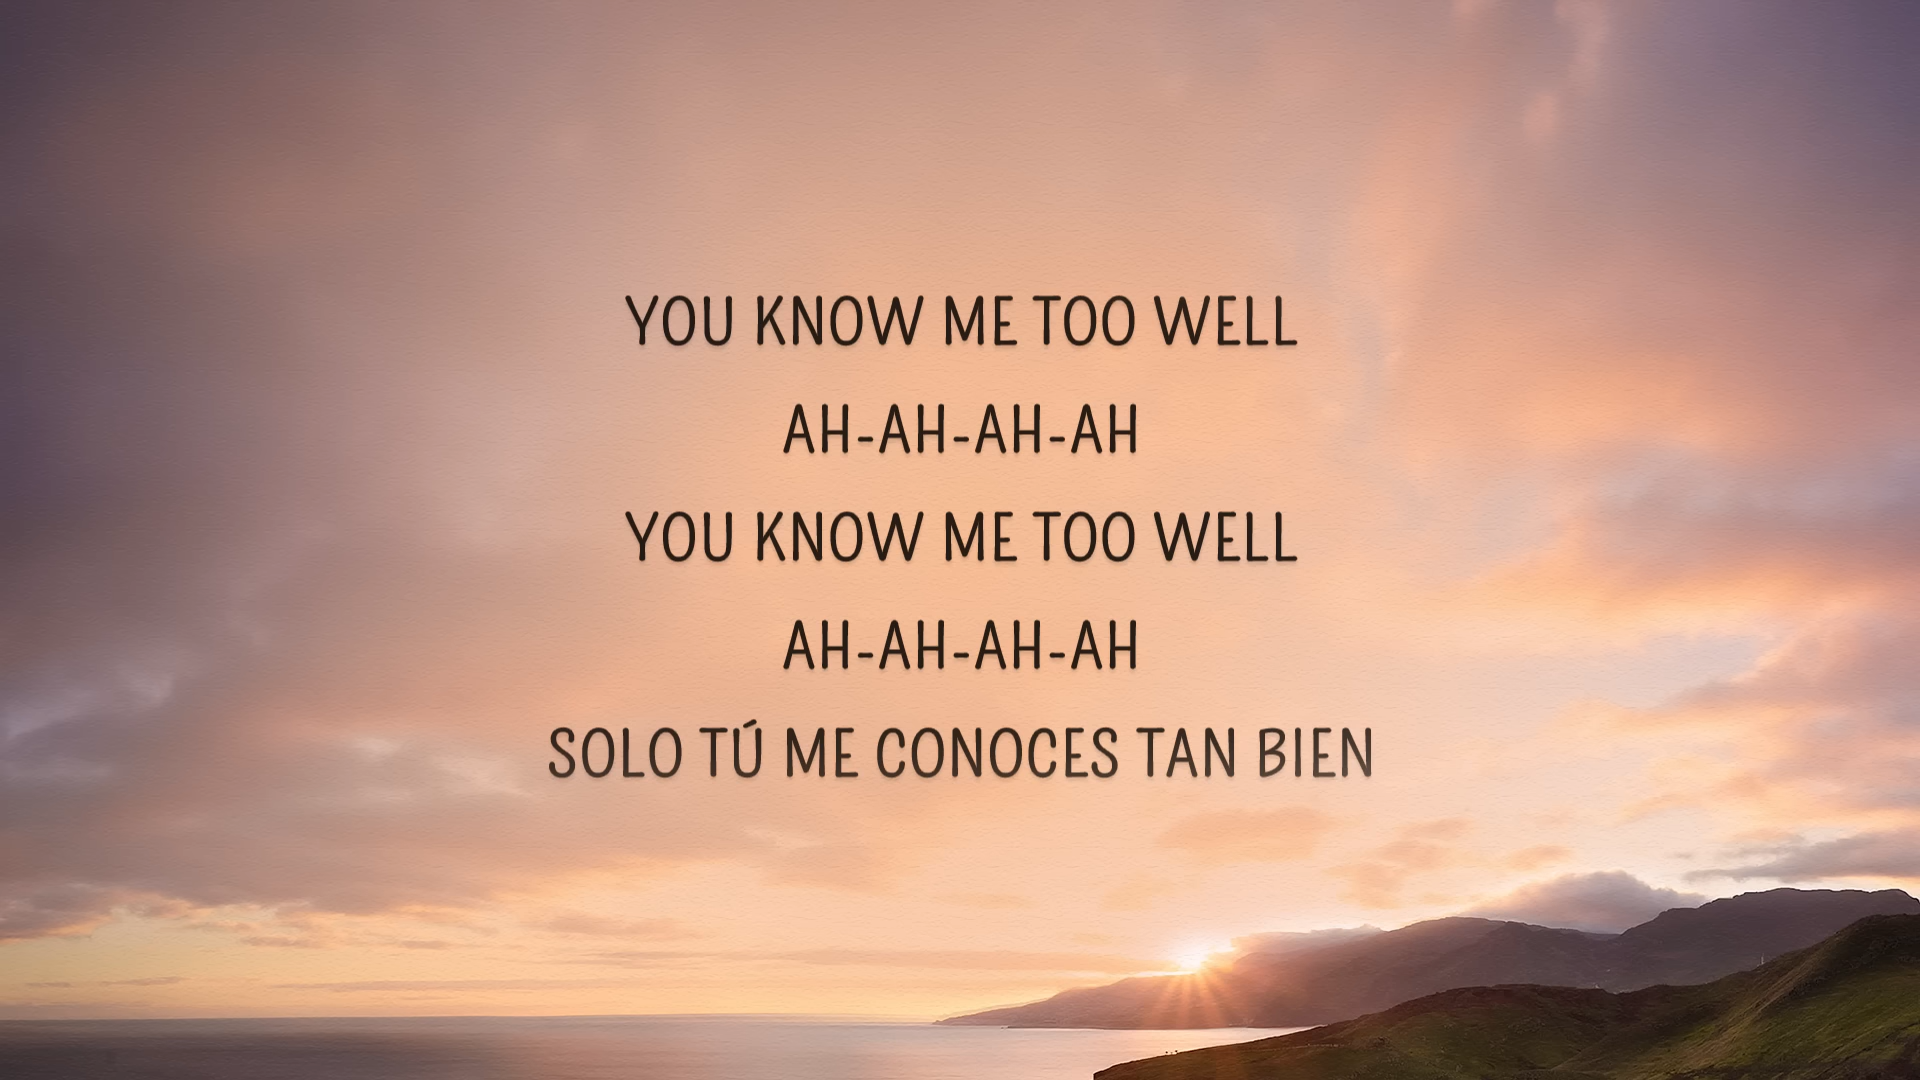 YOU KNOW ME TOO WELL
AH-AH-AH-AH
YOU KNOW ME TOO WELL
AH-AH-AH-AH
SOLO TÚ ME CONOCES TAN BIEN